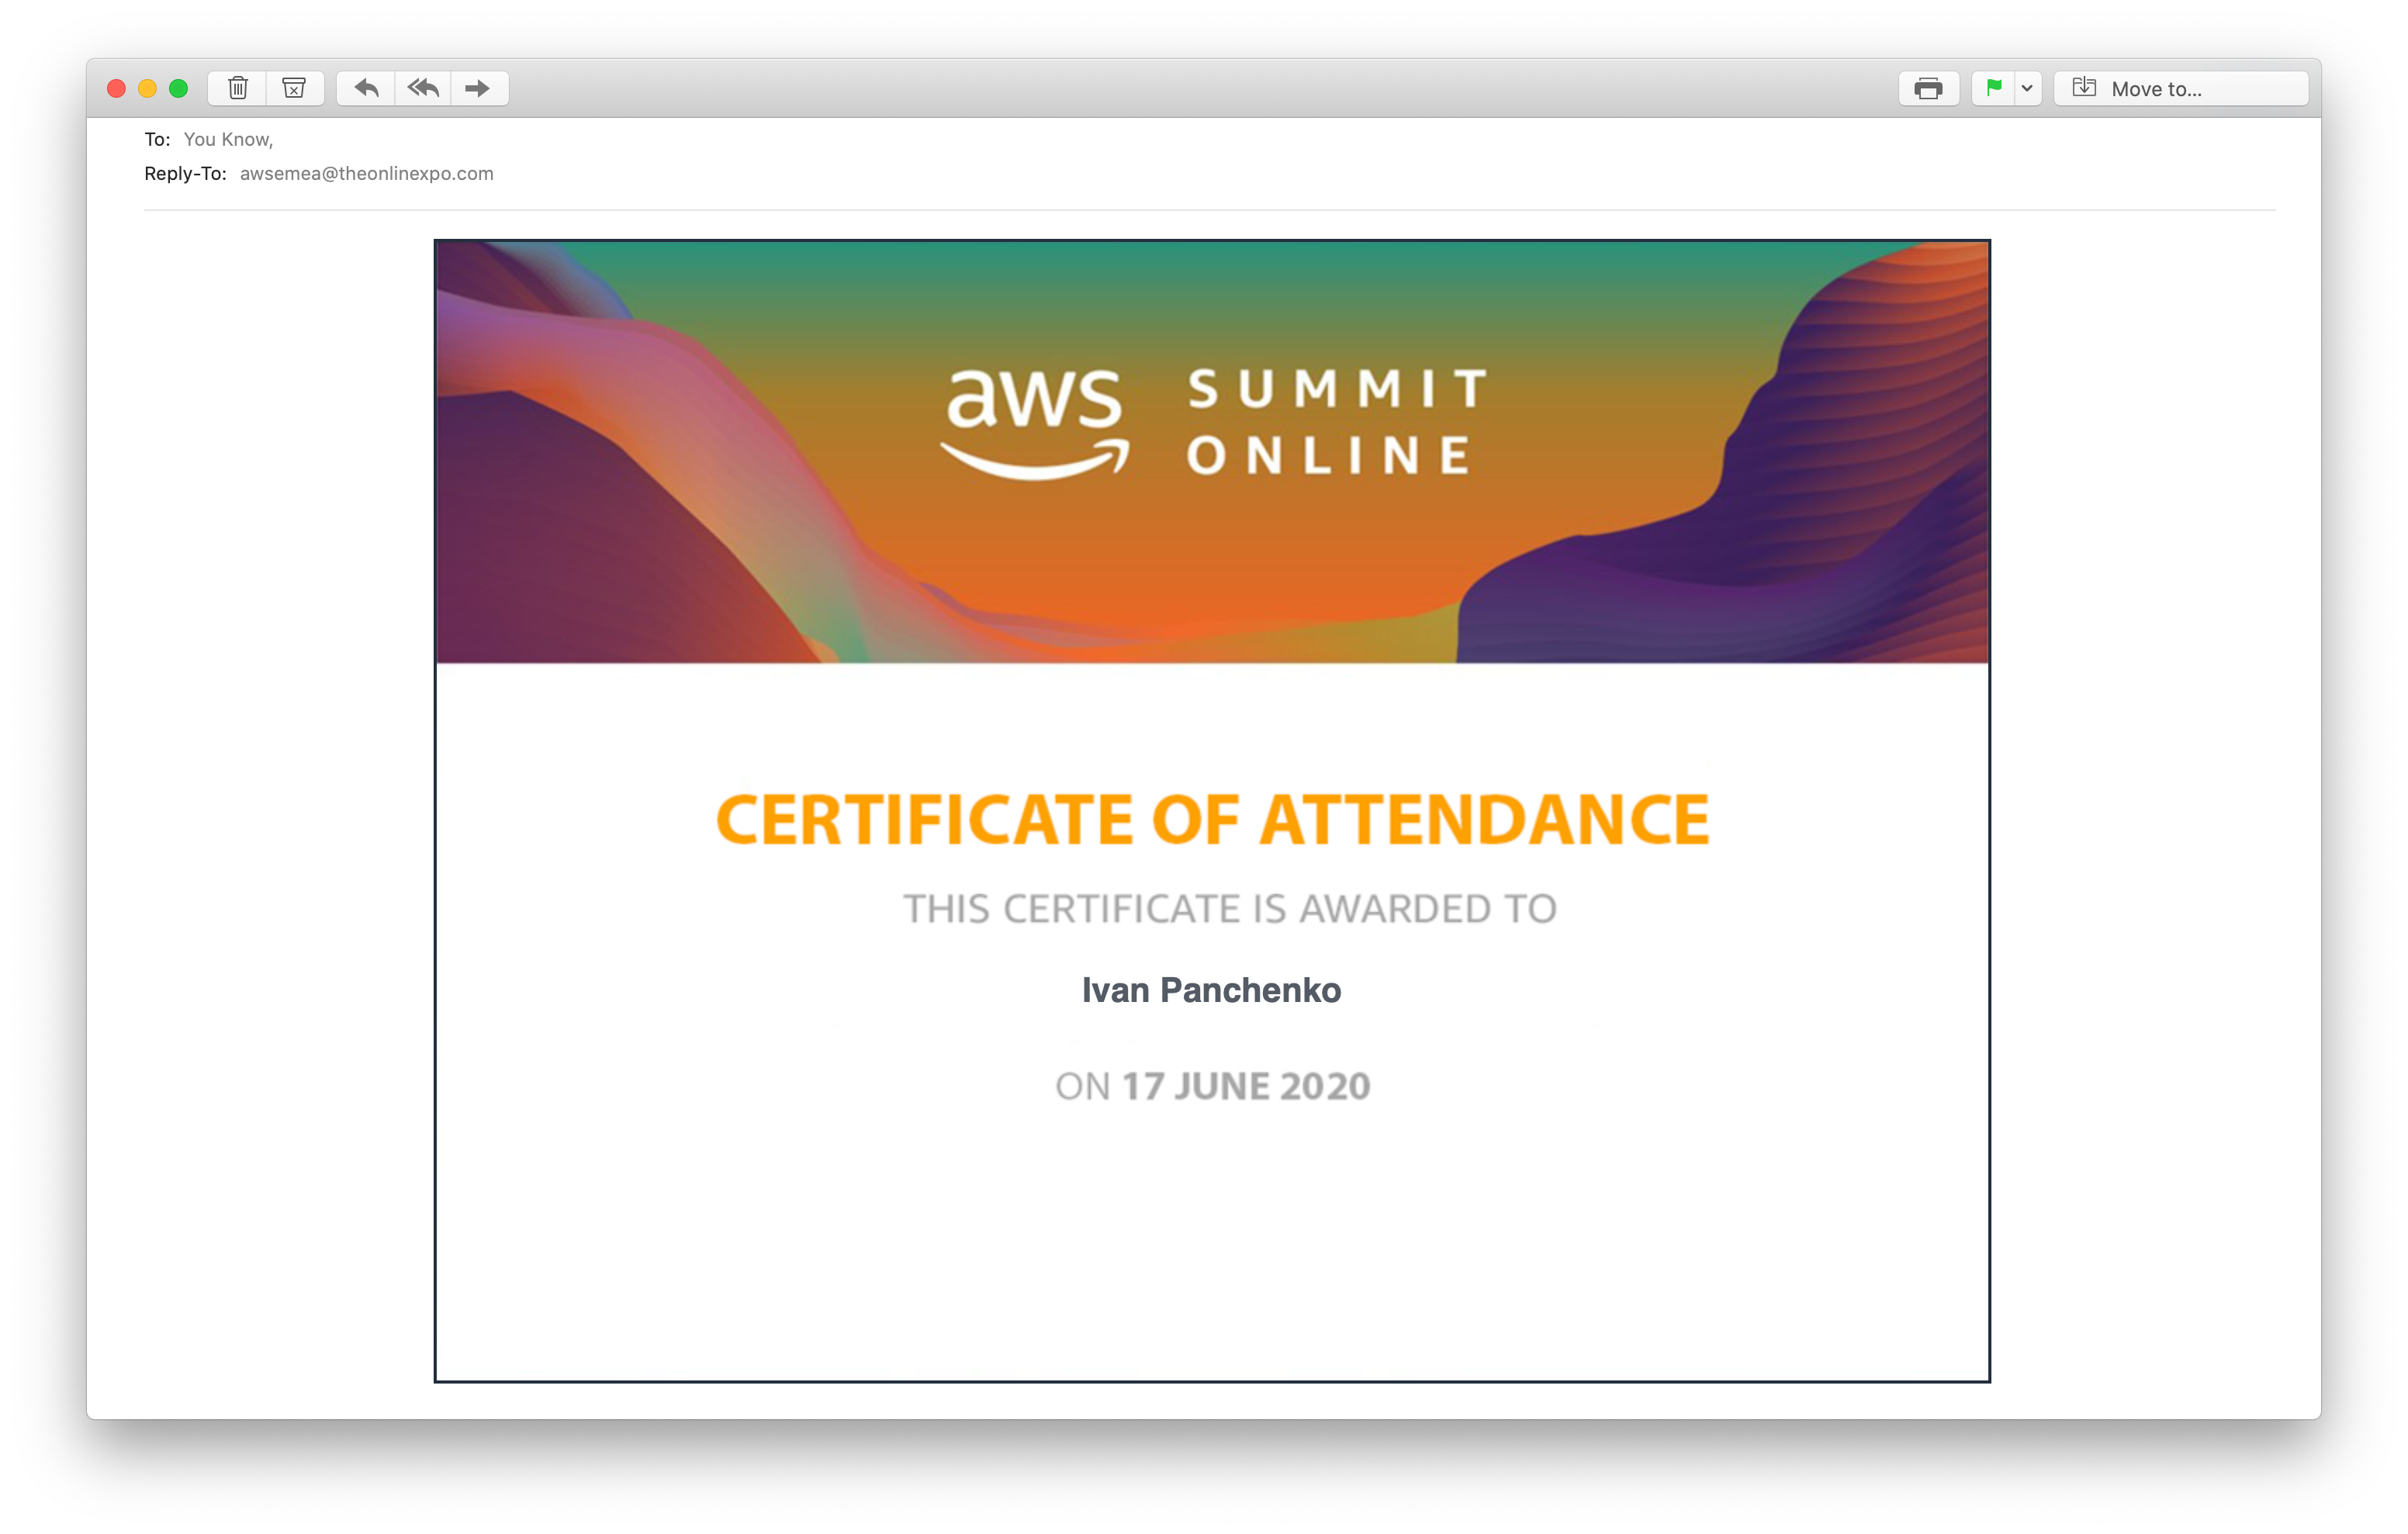 Move to...
To: You Know,
Reply-To: awsemea@theonlinexpo.com
aws SUMMIT
ONLINE
CERTIFICATE OF ATTENDANCE
THIS CERTIFICATE IS AWARDED TO
Ivan Panchenko
ON 17 JUNE 2020